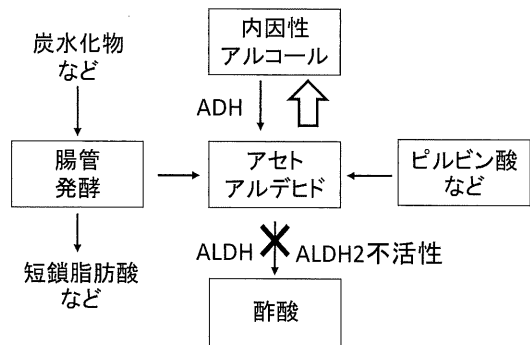 炭水化物
など
内因性
アルコール
ADH
腸管
発酵
アセト
アルデヒド
ピルビン酸
など
ALDH
ALDH2不活性
短鎖脂肪酸
など
酢酸